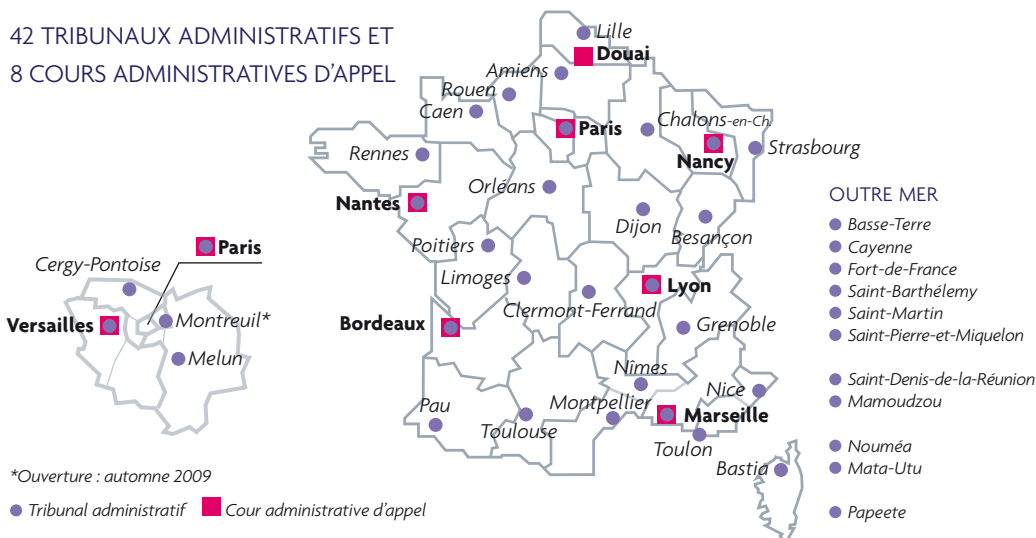 42 TRIBUNAUX ADMINISTRATIFS ET
8 COURS ADMINISTRATIVES D'APPEL
Lille
Douai
Amiens
Rouen
Caen
Paris
Chalons-en-Ch.
Nancy
Strasbourg
Rennes
Orléans
Nantes
Dijon
Besançon
Poitiers
Limoges
Clermont-Ferrand
Lyon
Bordeaux
Grenoble
Nîmes
Nice
Pau
Toulouse
Montpellier
Marseille
Toulon
Bastia
Paris
Cergy-Pontoise
Versailles
Montreuil*
Melun
*Ouverture : automne 2009
Tribunal administratif
Cour administrative d'appel
OUTRE MER
Basse-Terre
Cayenne
Fort-de-France
Saint-Barthélemy
Saint-Martin
Saint-Pierre-et-Miquelon
Saint-Denis-de-la-Réunion
Mamoudzou
Nouméa
Mata-Utu
Papeete